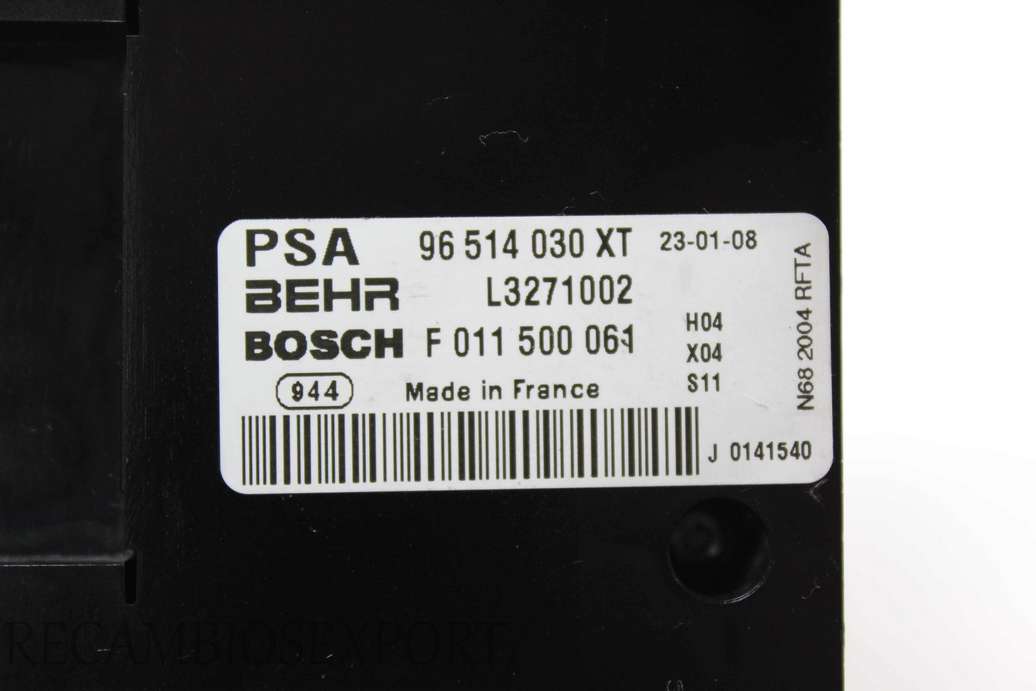 PSA 96 514 030 XT 23-01-08
BEHR L3271002
BOSCH F 011 500 061
H04
X04
S11
944 Made in France
J 0141540
N68 2004 RFTA
RECAMBIOSEXPORT